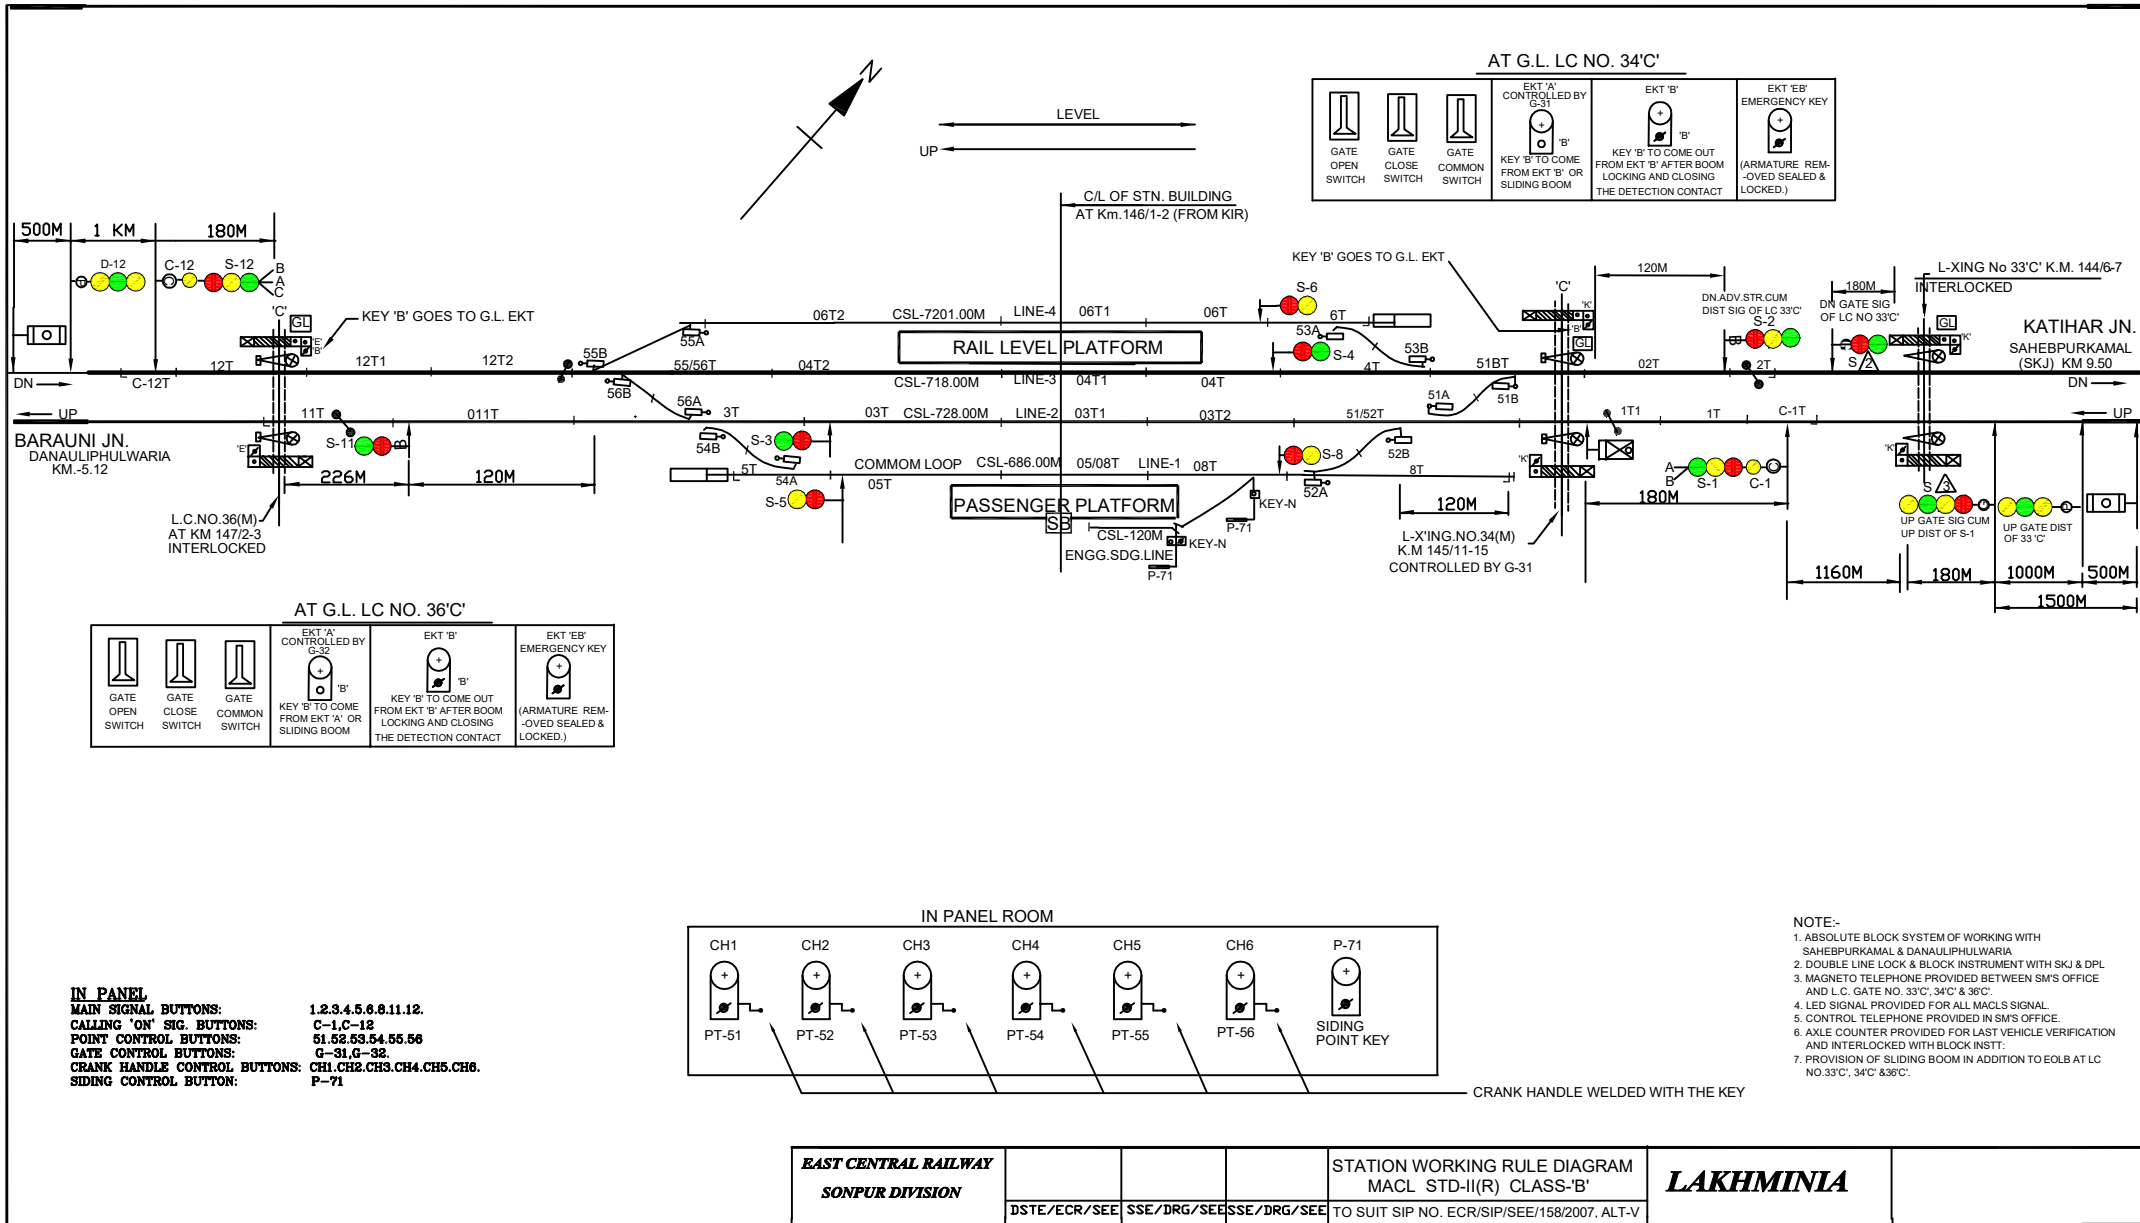 AT G.L. LC NO. 34'C'
GATE OPEN SWITCH
GATE CLOSE SWITCH
GATE COMMON SWITCH
EKT 'A'
CONTROLLED BY
G-31
'B'
KEY 'B' TO COME
FROM EKT 'B' OR
SLIDING BOOM
EKT 'B'
'B'
KEY 'B' TO COME OUT
FROM EKT 'B' AFTER BOOM
LOCKING AND CLOSING
THE DETECTION CONTACT
EKT 'EB'
EMERGENCY KEY
(ARMATURE REM-
-OVED SEALED &
LOCKED.)
N
LEVEL
UP
C/L OF STN. BUILDING
AT Km.146/1-2 (FROM KIR)
500M 1 KM 180M
D-12 C-12 S-12
B
A
C
'C'
GL
KEY 'B' GOES TO G.L. EKT
'E'
'B'
KEY 'B' GOES TO G.L. EKT
S-6
'C'
120M
DN.ADV.STR.CUM
DIST SIG OF LC 33'C'
S-2
180M
DN GATE SIG
OF LC NO 33'C'
S 2
L-XING No 33'C' K.M. 144/6-7
INTERLOCKED
GL
'K'
KATIHAR JN.
SAHEBPURKAMAL
(SKJ) KM 9.50
DN
06T2 CSL-7201.00M LINE-4 06T1 06T 6T
55A
RAIL LEVEL PLATFORM
53A
S-4
53B
'K'
'B'
GL
12T 12T1 12T2 55B 55/56T 04T2 CSL-718.00M LINE-3 04T1 04T 4T 51BT 02T 2T
DN C-12T
56B
56A
51A
51B
UP
11T 011T 3T 03T CSL-728.00M LINE-2 03T1 03T2 51/52T 1T1 1T C-1T
UP
BARAUNI JN.
DANAULIPHULWARIA
KM.-5.12
'E'
S-11
B
54B
S-3
S-8
52B
'K'
A
B
S-1 C-1
'K'
S 3
226M 120M
5T
54A
COMMOM LOOP CSL-686.00M 05/08T LINE-1 08T 8T
05T
S-5
52A
PASSENGER PLATFORM
SB
CSL-120M
ENGG.SDG.LINE
KEY-N
P-71
KEY-N
P-71
120M
180M
UP GATE SIG CUM
UP DIST OF S-1
UP GATE DIST
OF 33 'C'
L.C.NO.36(M)
AT KM 147/2-3
INTERLOCKED
L-X'ING.NO.34(M)
K.M 145/11-15
CONTROLLED BY G-31
1160M 180M 1000M 500M
1500M
AT G.L. LC NO. 36'C'
GATE OPEN SWITCH
GATE CLOSE SWITCH
GATE COMMON SWITCH
EKT 'A'
CONTROLLED BY
G-32
'B'
KEY 'B' TO COME
FROM EKT 'A' OR
SLIDING BOOM
EKT 'B'
'B'
KEY 'B' TO COME OUT
FROM EKT 'B' AFTER BOOM
LOCKING AND CLOSING
THE DETECTION CONTACT
EKT 'EB'
EMERGENCY KEY
(ARMATURE REM-
-OVED SEALED &
LOCKED.)
IN PANEL ROOM
CH1 CH2 CH3 CH4 CH5 CH6 P-71
PT-51 PT-52 PT-53 PT-54 PT-55 PT-56
SIDING
POINT KEY
CRANK HANDLE WELDED WITH THE KEY
IN PANEL
MAIN SIGNAL BUTTONS: 1.2.3.4.5.6.8.11.12.
CALLING 'ON' SIG. BUTTONS: C-1,C-12
POINT CONTROL BUTTONS: 51.52.53.54.55.56
GATE CONTROL BUTTONS: G-31,G-32.
CRANK HANDLE CONTROL BUTTONS: CH1.CH2.CH3.CH4.CH5.CH6.
SIDING CONTROL BUTTON: P-71
NOTE:-
1. ABSOLUTE BLOCK SYSTEM OF WORKING WITH
SAHEBPURKAMAL & DANAULIPHULWARIA
2. DOUBLE LINE LOCK & BLOCK INSTRUMENT WITH SKJ & DPL
3. MAGNETO TELEPHONE PROVIDED BETWEEN SM'S OFFICE
AND L.C. GATE NO. 33'C', 34'C' & 36'C'.
4. LED SIGNAL PROVIDED FOR ALL MACLS SIGNAL.
5. CONTROL TELEPHONE PROVIDED IN SM'S OFFICE.
6. AXLE COUNTER PROVIDED FOR LAST VEHICLE VERIFICATION
AND INTERLOCKED WITH BLOCK INSTT:
7. PROVISION OF SLIDING BOOM IN ADDITION TO EOLB AT LC
NO.33'C', 34'C' &36'C'.
EAST CENTRAL RAILWAY
SONPUR DIVISION
DSTE/ECR/SEE SSE/DRG/SEE SSE/DRG/SEE
STATION WORKING RULE DIAGRAM
MACL STD-II(R) CLASS-'B'
TO SUIT SIP NO. ECR/SIP/SEE/158/2007, ALT-V
LAKHMINIA